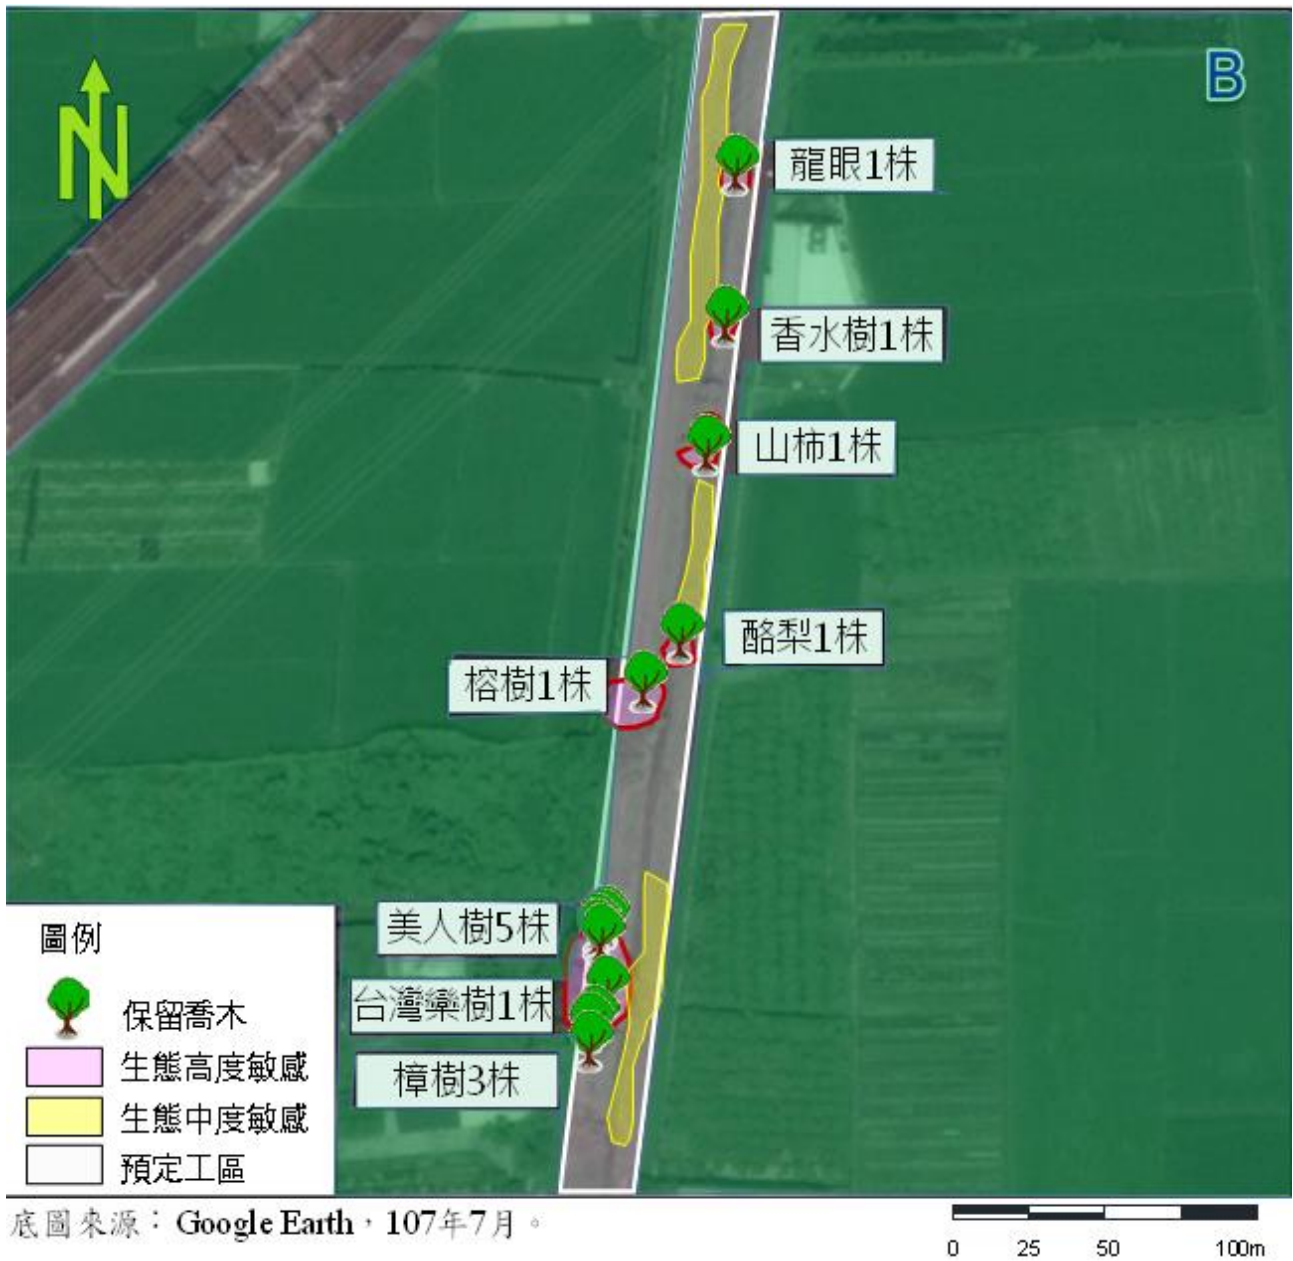 N
B
龍眼1株
香水樹1株
山柿1株
酪梨1株
榕樹1株
美人樹5株
台灣欒樹1株
樟樹3株
圖例
保留喬木
生態高度敏感
生態中度敏感
預定工區
底圖來源：Google Earth，107年7月。
0 25 50 100m